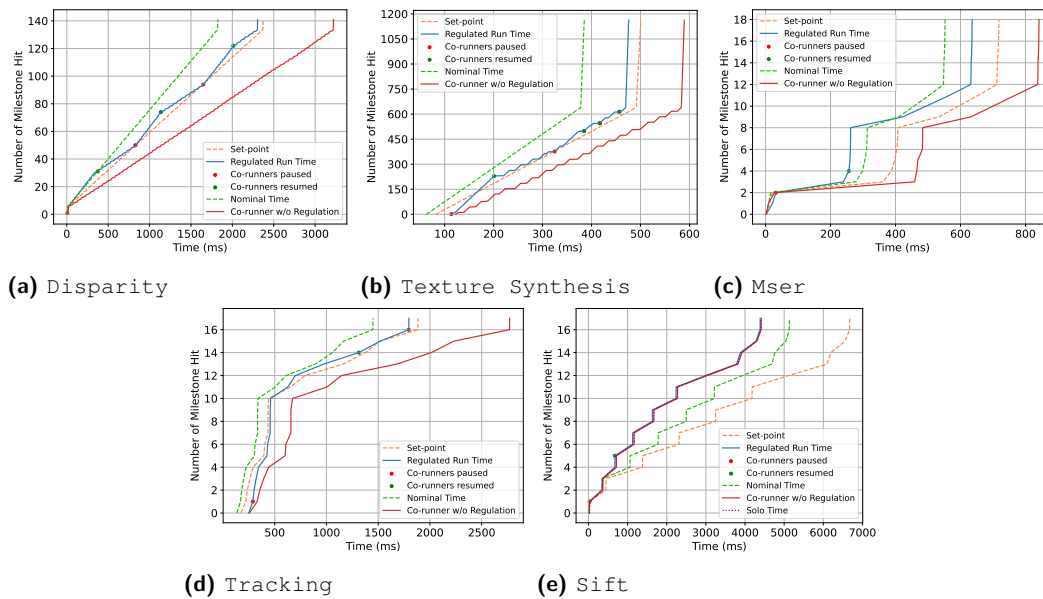 140
120
100
80
60
40
20
0
Number of Milestone Hit
0 500 1000 1500 2000 2500 3000
Time (ms)
Set-point
Regulated Run Time
Co-runners paused
Co-runners resumed
Nominal Time
Co-runner w/o Regulation
(a) Disparity
1200
1050
900
750
600
450
300
150
0
Number of Milestone Hit
100 200 300 400 500 600
Time (ms)
Set-point
Regulated Run Time
Co-runners paused
Co-runners resumed
Nominal Time
Co-runner w/o Regulation
(b) Texture Synthesis
18
16
14
12
10
8
6
4
2
0
Number of Milestone Hit
0 200 400 600 800
Time (ms)
Set-point
Regulated Run Time
Co-runners paused
Co-runners resumed
Nominal Time
Co-runner w/o Regulation
(c) Mser
16
14
12
10
8
6
4
2
0
Number of Milestone Hit
500 1000 1500 2000 2500
Time (ms)
Set-point
Regulated Run Time
Co-runners paused
Co-runners resumed
Nominal Time
Co-runner w/o Regulation
(d) Tracking
16
14
12
10
8
6
4
2
0
Number of Milestone Hit
0 1000 2000 3000 4000 5000 6000 7000
Time (ms)
Set-point
Regulated Run Time
Co-runners paused
Co-runners resumed
Nominal Time
Co-runner w/o Regulation
Solo Time
(e) Sift